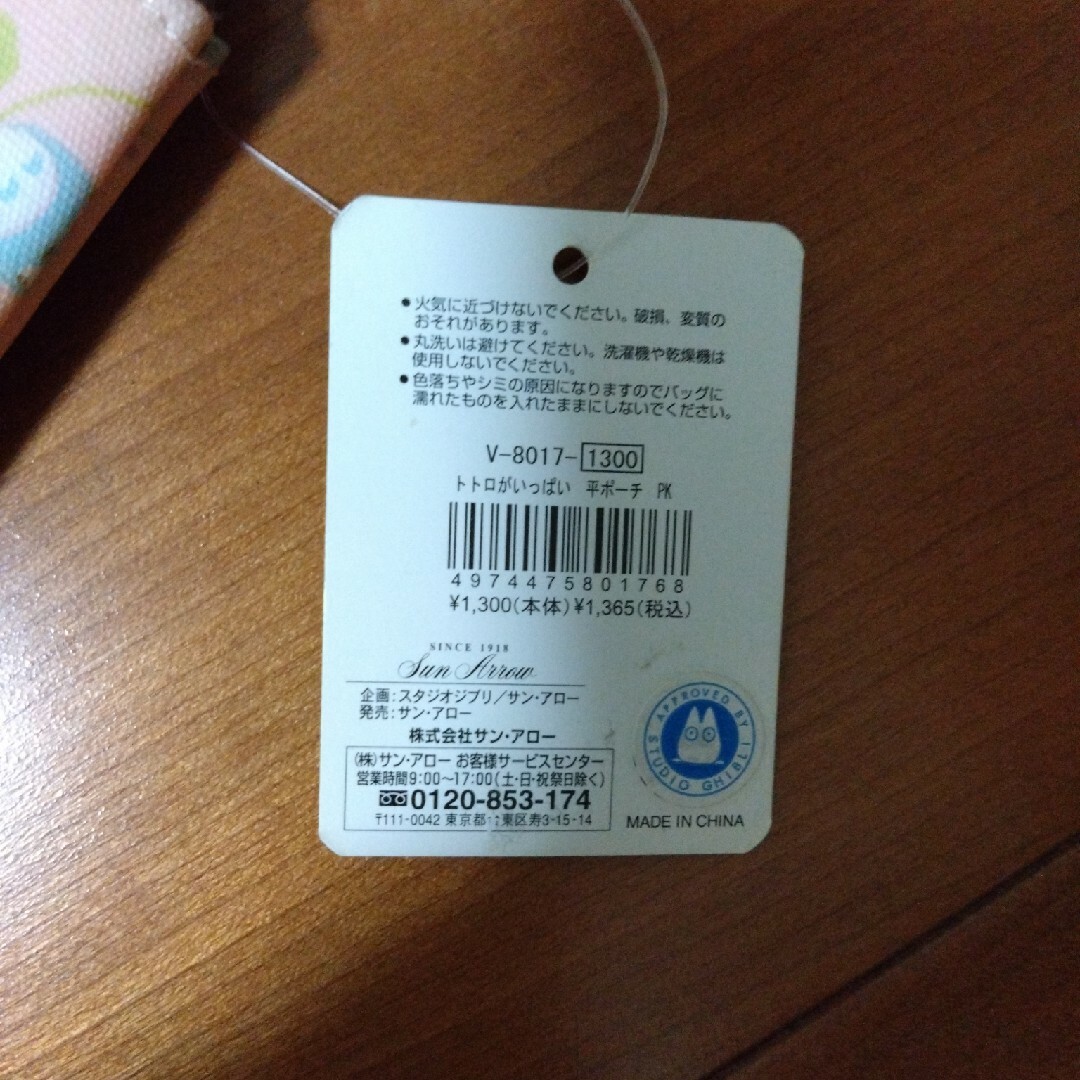 ●火気に近づけないでください。破損、変質の
おそれがあります。
●丸洗いは避けてください。洗濯機や乾燥機は
使用しないでください。
●色落ちやシミの原因になりますのでバッグに
濡れたものを入れたままにしないでください。
V-8017-1300
トトロがいっぱい 平ポーチ PK
4974475801768
¥1,300(本体)¥1,365(税込)
SINCE 1918
Sun Arrow
企画:スタジオジブリ/サン・アロー
発売:サン・アロー
株式会社サン・アロー
(株)サン・アロー お客様サービスセンター
営業時間9:00〜17:00(土・日・祝祭日除く)
0120-853-174
〒111-0042 東京都 東区寿3-15-14
APPROVED BY STUDIO GHIBLI
MADE IN CHINA